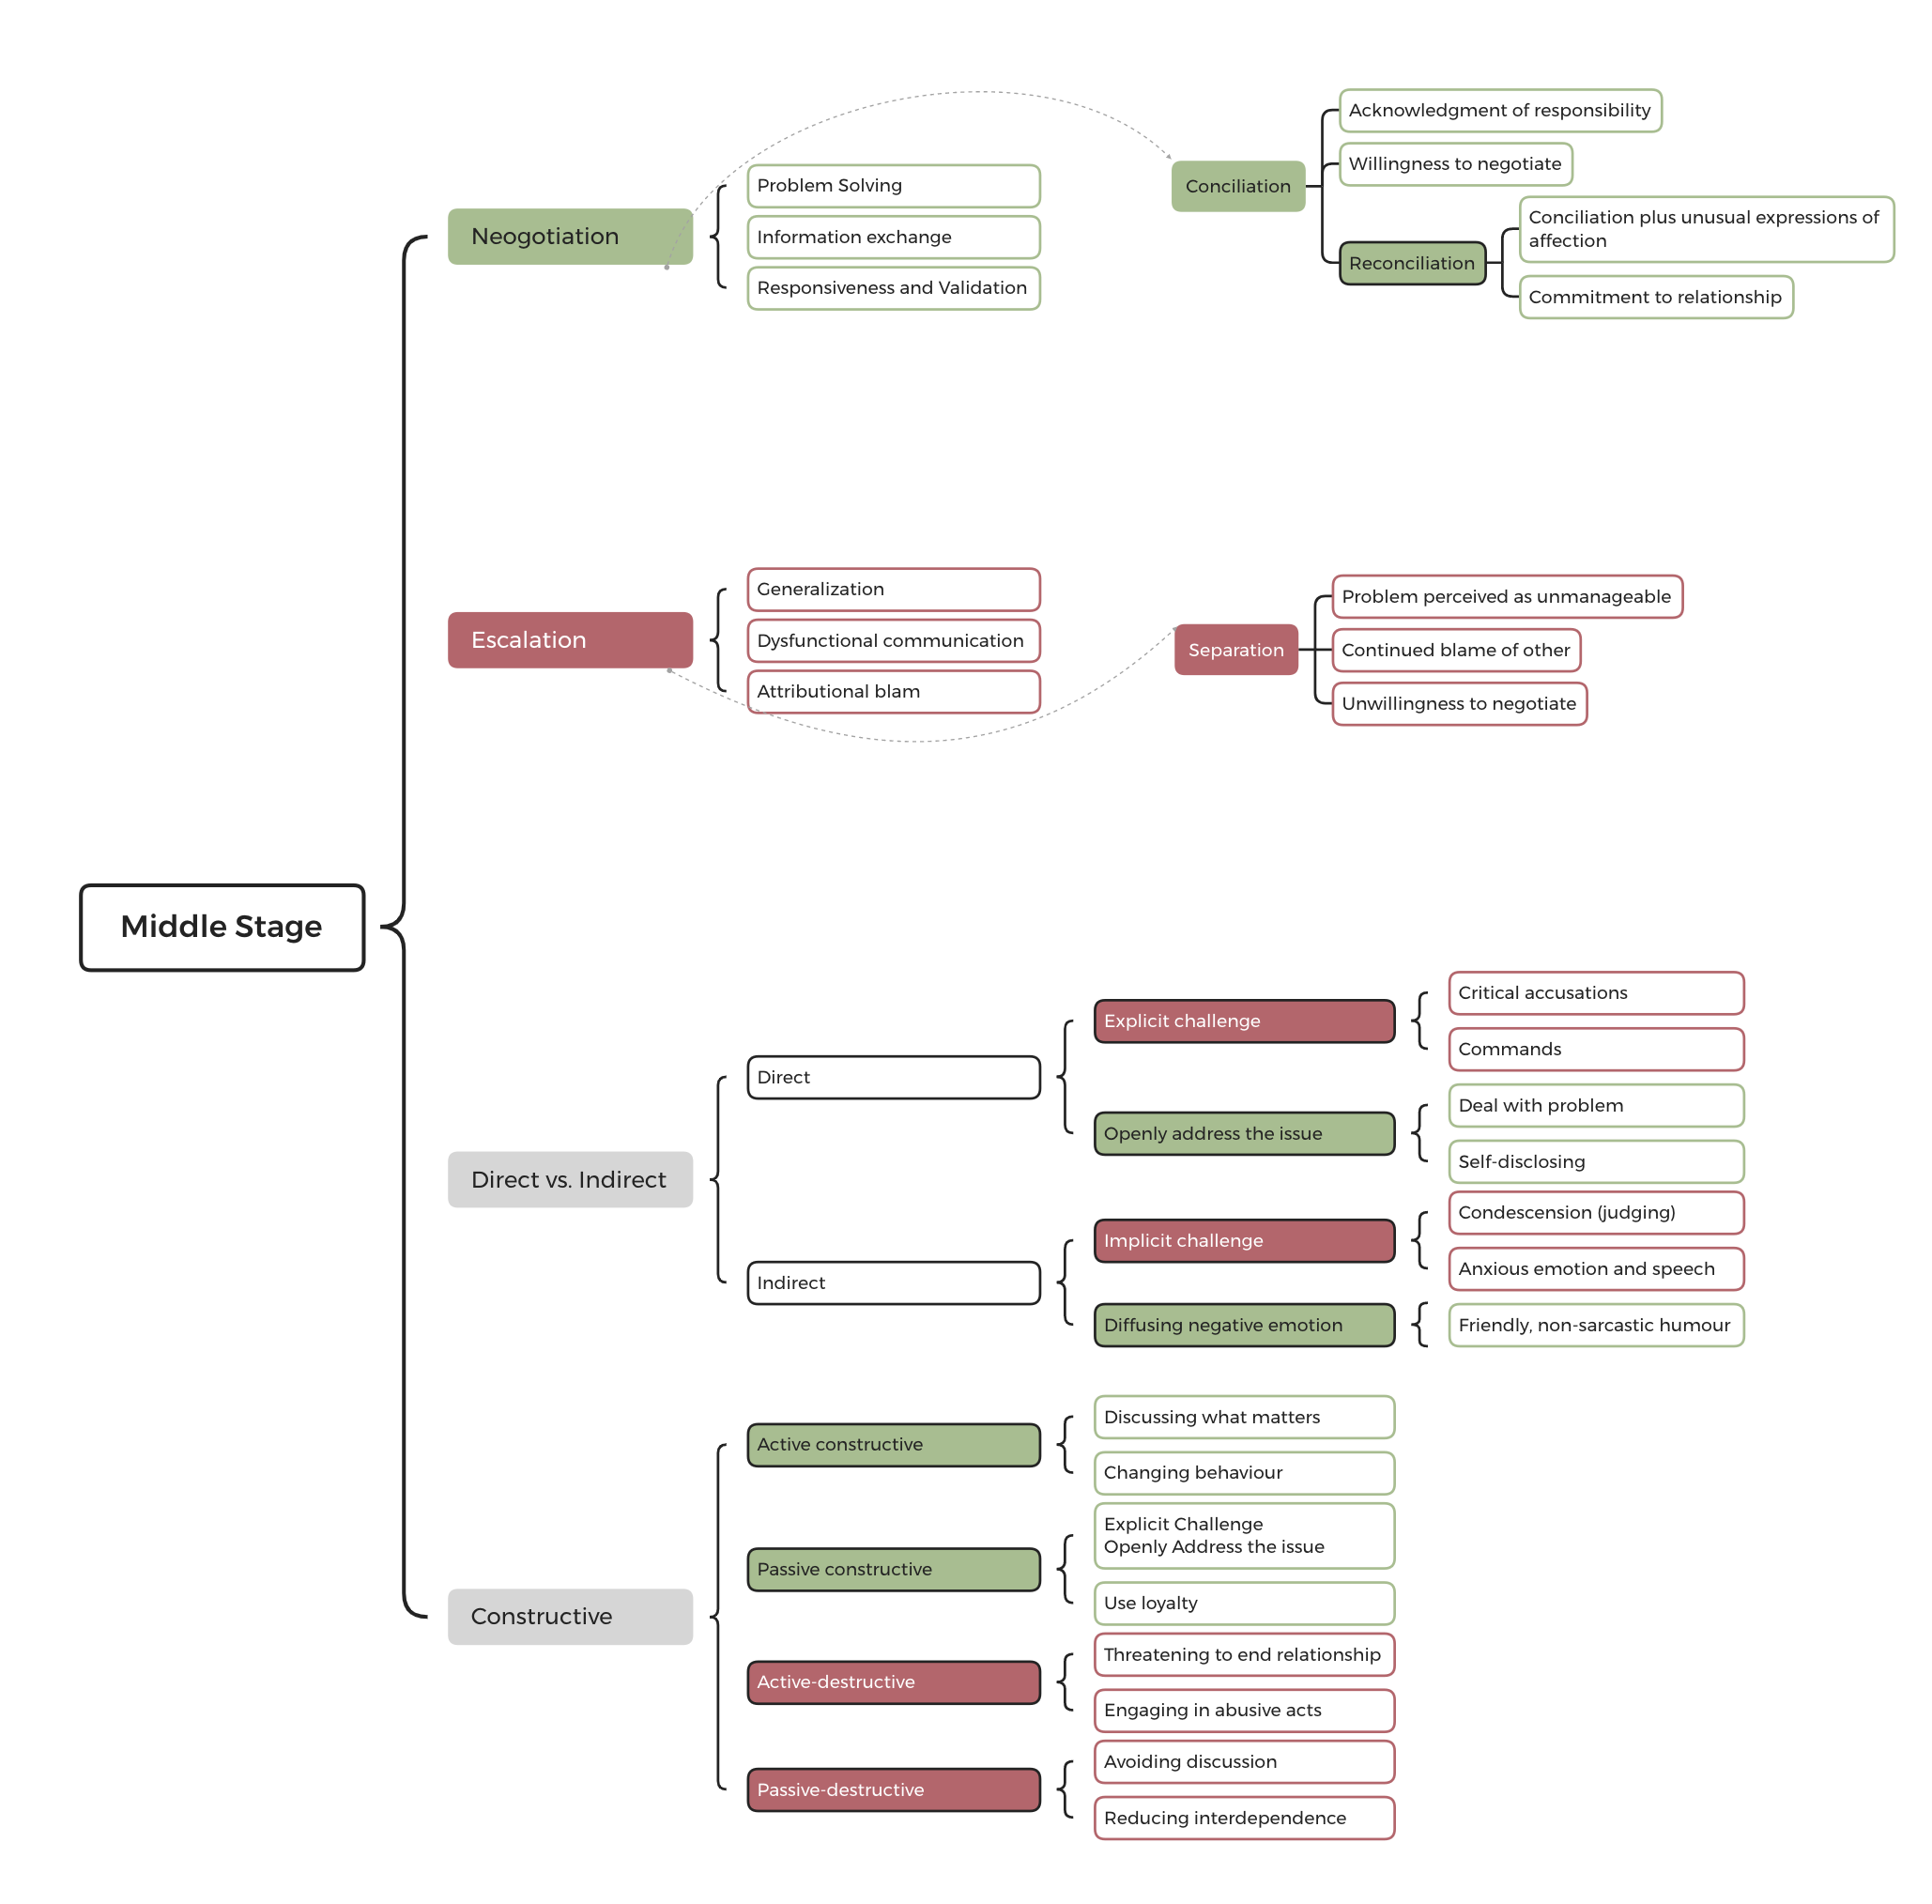 Middle Stage
Neogotiation
Problem Solving
Information exchange
Responsiveness and Validation
Conciliation
Acknowledgment of responsibility
Willingness to negotiate
Reconciliation
Conciliation plus unusual expressions of
affection
Commitment to relationship
Escalation
Generalization
Dysfunctional communication
Attributional blam
Separation
Problem perceived as unmanageable
Continued blame of other
Unwillingness to negotiate
Direct vs. Indirect
Direct
Explicit challenge
Critical accusations
Commands
Openly address the issue
Deal with problem
Self-disclosing
Indirect
Implicit challenge
Condescension (judging)
Anxious emotion and speech
Diffusing negative emotion
Friendly, non-sarcastic humour
Constructive
Active constructive
Discussing what matters
Changing behaviour
Passive constructive
Explicit Challenge
Openly Address the issue
Use loyalty
Active-destructive
Threatening to end relationship
Engaging in abusive acts
Passive-destructive
Avoiding discussion
Reducing interdependence